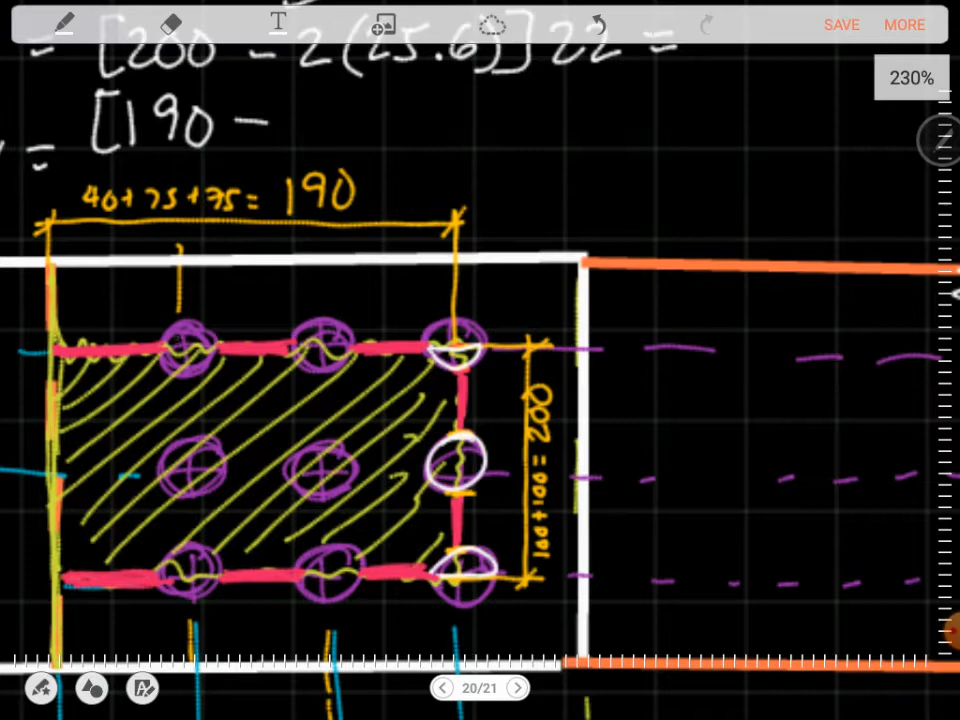 SAVE MORE
= [200 - 2(25.6)] 22 =
230%
= [190 -
40+75+75= 190
100+100 = 200
20/21